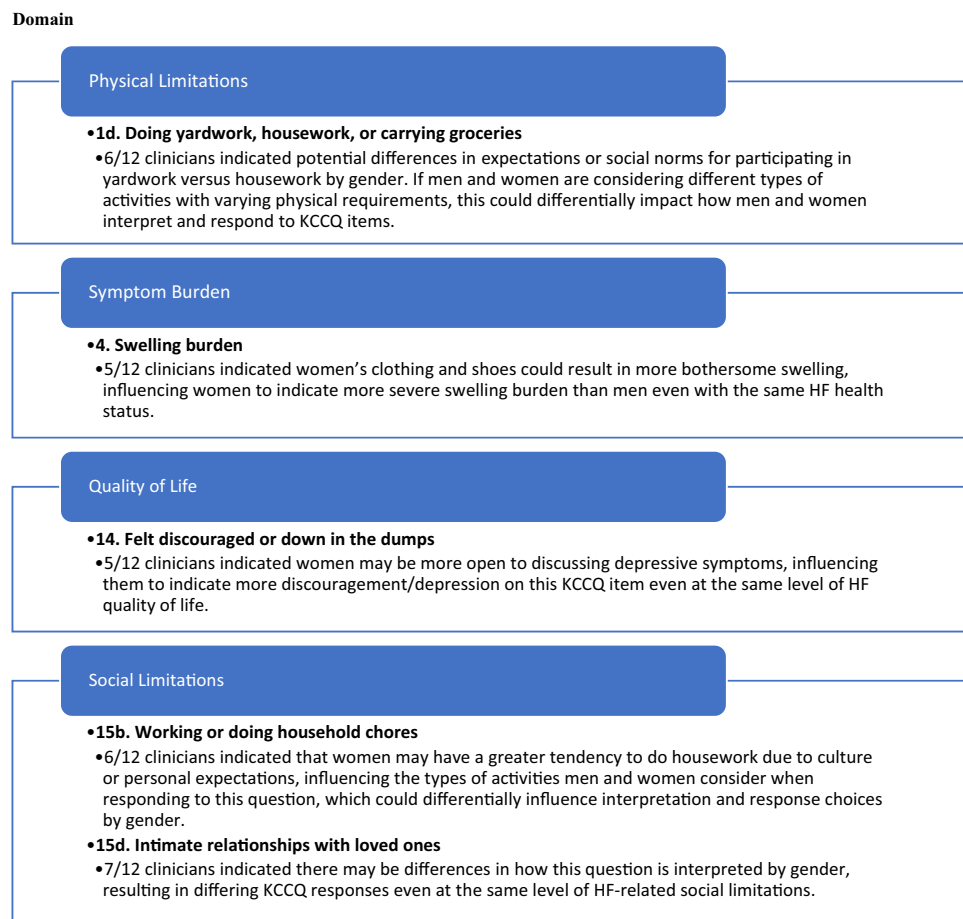 Domain
Physical Limitations
•1d. Doing yardwork, housework, or carrying groceries
•6/12 clinicians indicated potential differences in expectations or social norms for participating in
yardwork versus housework by gender. If men and women are considering different types of
activities with varying physical requirements, this could differentially impact how men and women
interpret and respond to KCCQ items.
Symptom Burden
•4. Swelling burden
•5/12 clinicians indicated women’s clothing and shoes could result in more bothersome swelling,
influencing women to indicate more severe swelling burden than men even with the same HF health
status.
Quality of Life
•14. Felt discouraged or down in the dumps
•5/12 clinicians indicated women may be more open to discussing depressive symptoms, influencing
them to indicate more discouragement/depression on this KCCQ item even at the same level of HF
quality of life.
Social Limitations
•15b. Working or doing household chores
•6/12 clinicians indicated that women may have a greater tendency to do housework due to culture
or personal expectations, influencing the types of activities men and women consider when
responding to this question, which could differentially influence interpretation and response choices
by gender.
•15d. Intimate relationships with loved ones
•7/12 clinicians indicated there may be differences in how this question is interpreted by gender,
resulting in differing KCCQ responses even at the same level of HF-related social limitations.